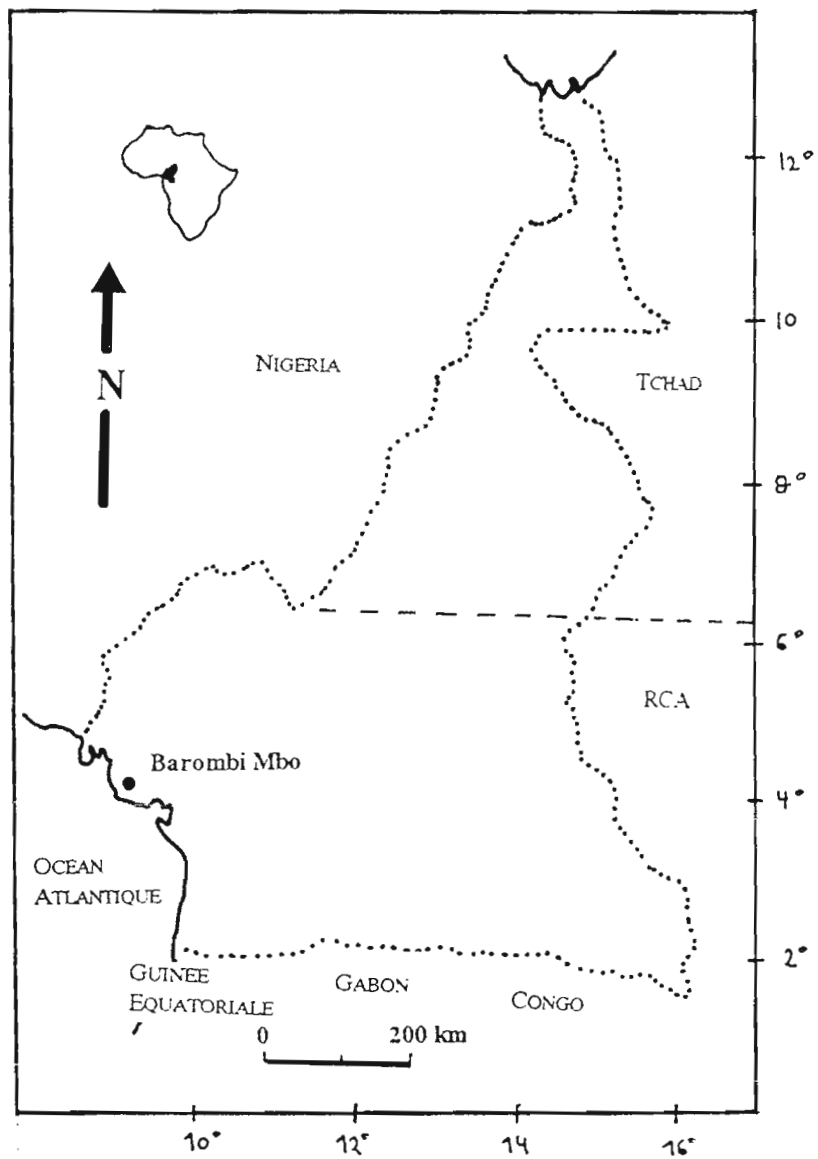 12°
10
N
NIGERIA
TCHAD
8°
6°
RCA
Barombi Mbo
4°
OCEAN
ATLANTIQUE
2°
GUINEE
EQUATORIALE
GABON
CONGO
0 200 km
10° 12° 14 16°